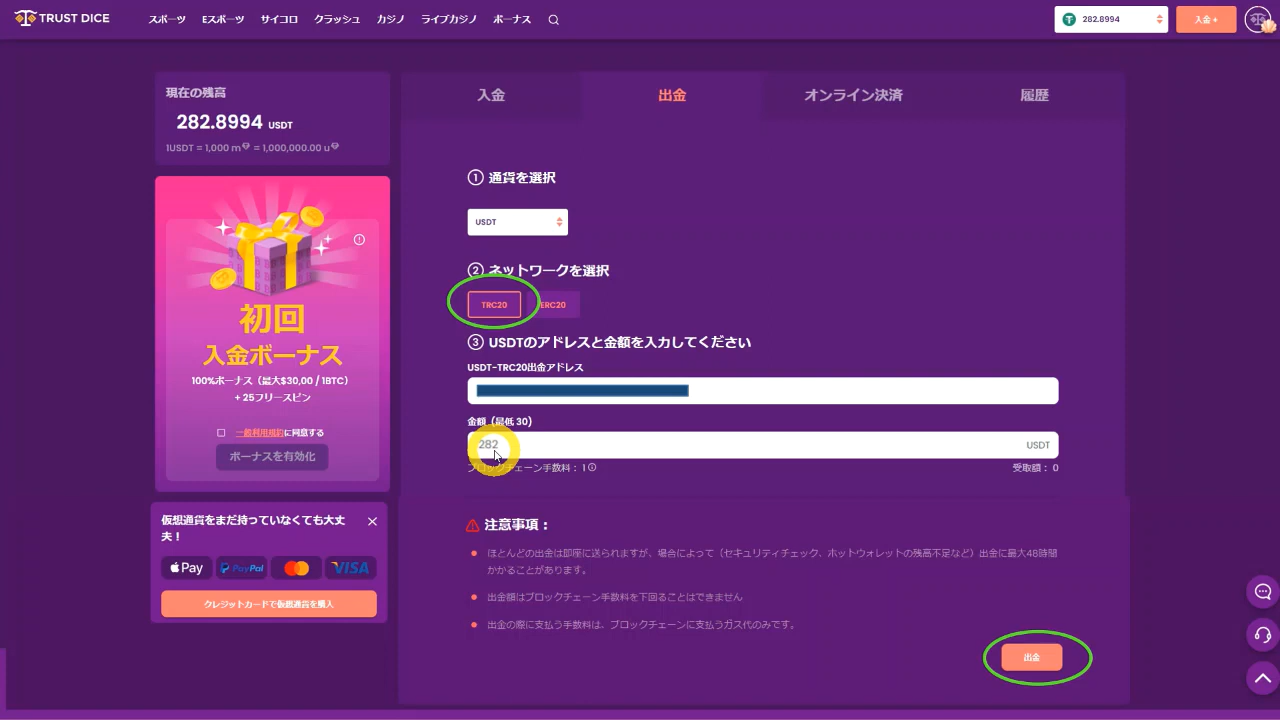 TRUST DICE
スポーツ
Eスポーツ
サイコロ
クラッシュ
カジノ
ライブカジノ
ボーナス
282.8994
入金 +
現在の残高
282.8994 USDT
1USDT = 1,000 m = 1,000,000.00 u
初回
入金ボーナス
100%ボーナス（最大$30,00 / 1BTC）
+ 25フリースピン
一般利用規約に同意する
ボーナスを有効化
仮想通貨をまだ持っていなくても大丈
夫！
Pay
PayPal
VISA
クレジットカードで仮想通貨を購入
入金
出金
オンライン決済
履歴
① 通貨を選択
USDT
② ネットワークを選択
TRC20
ERC20
③ USDTのアドレスと金額を入力してください
USDT-TRC20出金アドレス
金額（最低 30）
282
USDT
ブロックチェーン手数料： 1
受取額： 0
注意事項：
ほとんどの出金は即座に送られますが、場合によって（セキュリティチェック、ホットウォレットの残高不足など）出金に最大48時間
かかることがあります。
出金額はブロックチェーン手数料を下回ることはできません
出金の際に支払う手数料は、ブロックチェーンに支払うガス代のみです。
出金